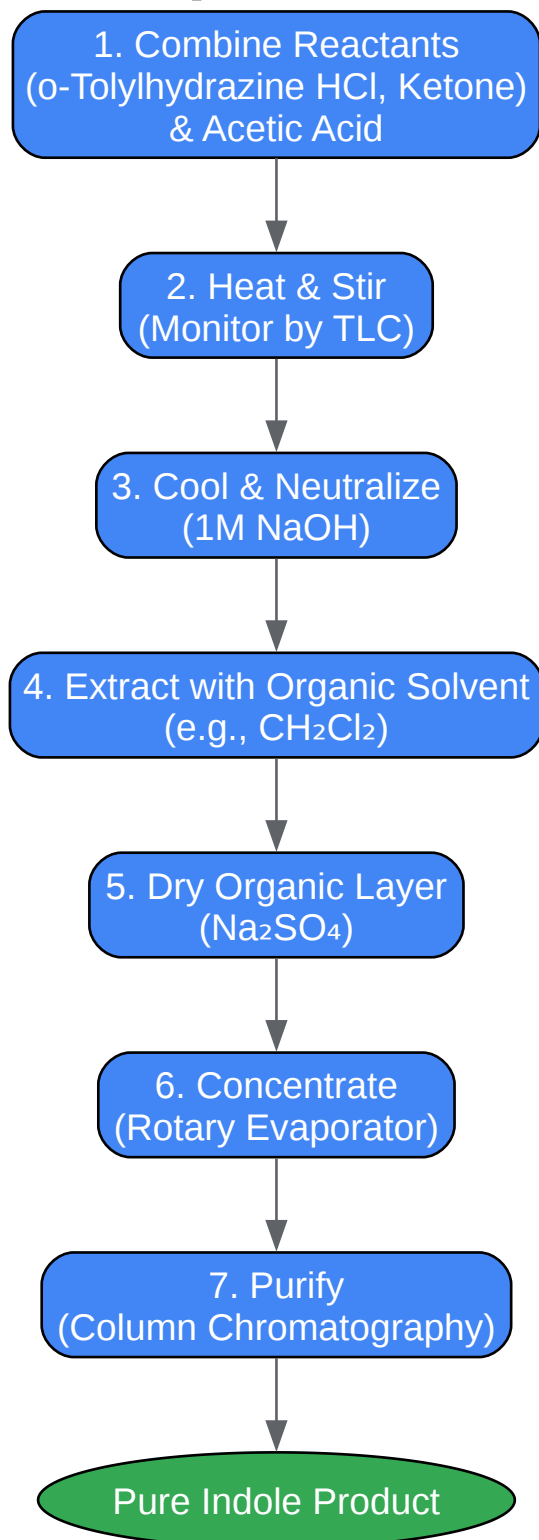 1. Combine Reactants
(o-Tolylhydrazine HCl, Ketone)
& Acetic Acid
2. Heat & Stir
(Monitor by TLC)
3. Cool & Neutralize
(1M NaOH)
4. Extract with Organic Solvent
(e.g., CH₂Cl₂)
5. Dry Organic Layer
(Na₂SO₄)
6. Concentrate
(Rotary Evaporator)
7. Purify
(Column Chromatography)
Pure Indole Product